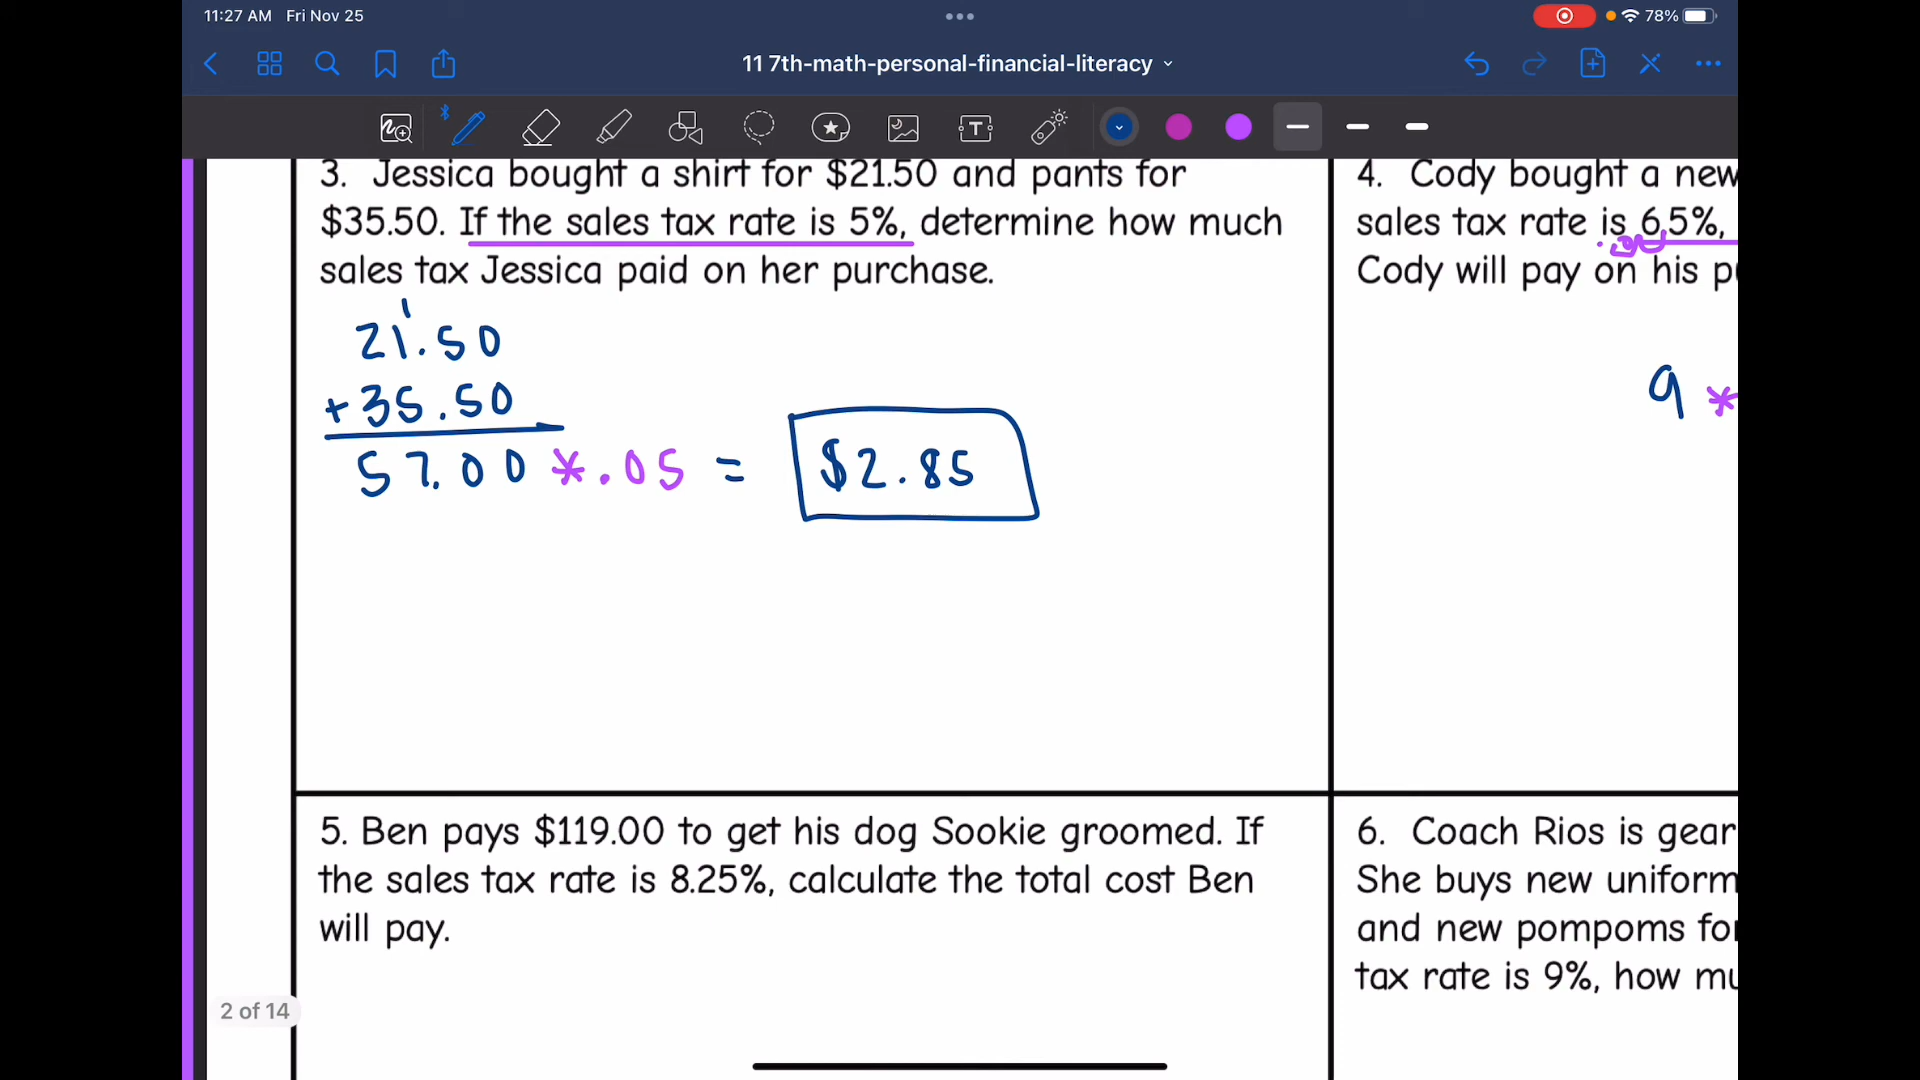 11:27 AM Fri Nov 25
78%
11 7th-math-personal-financial-literacy
3. Jessica bought a shirt for $21.50 and pants for
$35.50. If the sales tax rate is 5%, determine how much
sales tax Jessica paid on her purchase.
21.50
1
+35.50
57.00 *.05 = $2.85
4. Cody bought a new
sales tax rate is 6.5%,
.0
Cody will pay on his
9 *
5. Ben pays $119.00 to get his dog Sookie groomed. If
the sales tax rate is 8.25%, calculate the total cost Ben
will pay.
6. Coach Rios is gear
She buys new uniform
and new pompoms for
tax rate is 9%, how mu
2 of 14